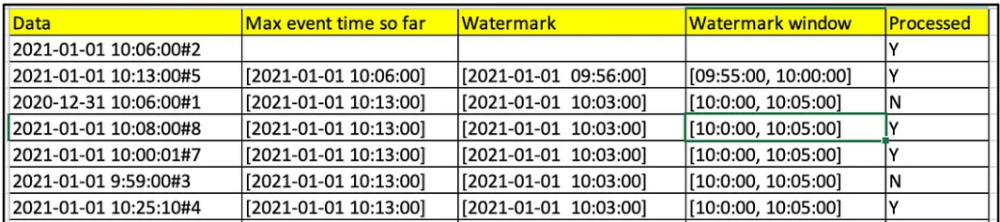 Data Max event time so far Watermark Watermark window Processed
2021-01-01 10:06:00#2 Y
2021-01-01 10:13:00#5 [2021-01-01 10:06:00] [2021-01-01  09:56:00] [09:55:00, 10:00:00] Y
2020-12-31 10:06:00#1 [2021-01-01 10:13:00] [2021-01-01  10:03:00] [10:0:00, 10:05:00] N
2021-01-01 10:08:00#8 [2021-01-01 10:13:00] [2021-01-01  10:03:00] [10:0:00, 10:05:00] Y
2021-01-01 10:00:01#7 [2021-01-01 10:13:00] [2021-01-01  10:03:00] [10:0:00, 10:05:00] Y
2021-01-01 9:59:00#3 [2021-01-01 10:13:00] [2021-01-01  10:03:00] [10:0:00, 10:05:00] N
2021-01-01 10:25:10#4 [2021-01-01 10:13:00] [2021-01-01  10:03:00] [10:0:00, 10:05:00] Y